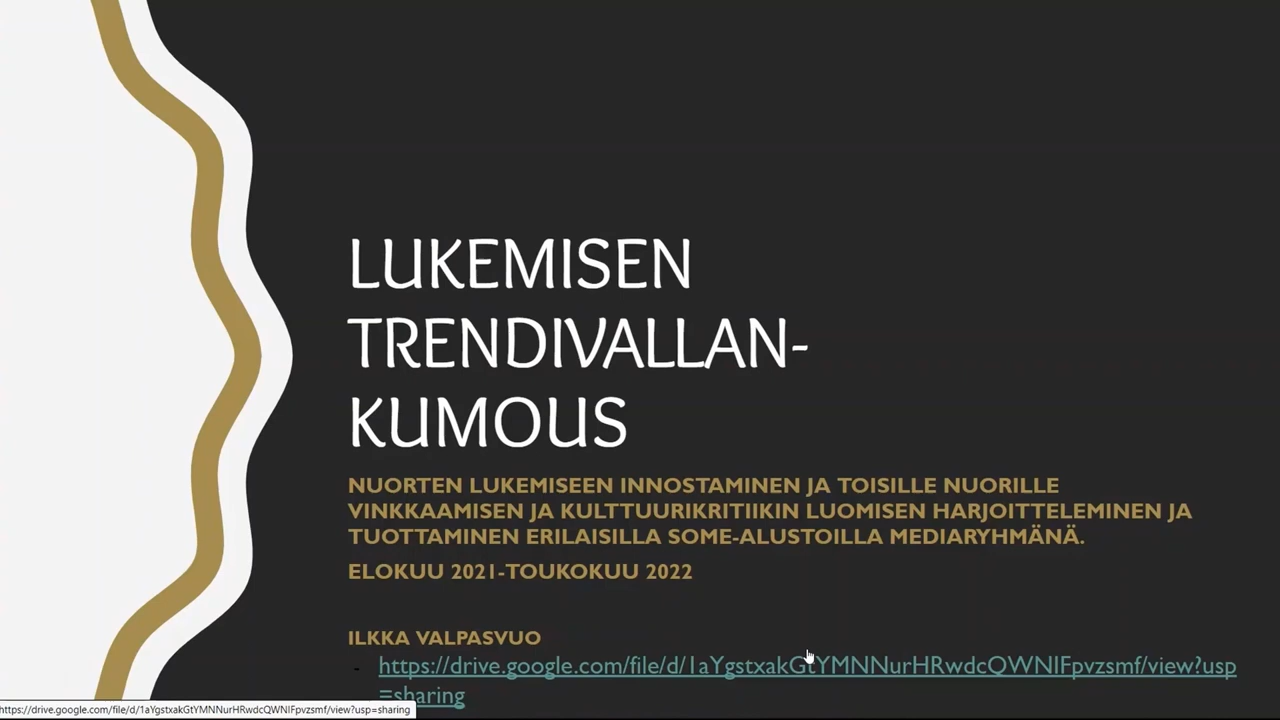 LUKEMISEN
TRENDIVALLAN-
KUMOUS
NUORTEN LUKEMISEEN INNOSTAMINEN JA TOISILLE NUORILLE
VINKKAAMISEN JA KULTTUURIKRITIIKIN LUOMISEN HARJOITTELEMINEN JA
TUOTTAMINEN ERILAISILLA SOME-ALUSTOILLA MEDIARYHMÄNÄ.
ELOKUU 2021-TOUKOKUU 2022
ILKKA VALPASVUO
- https://drive.google.com/file/d/1aYgstxakGtYMNNurHRwdcQWNIFpvzsmf/view?usp
=sharing
https://drive.google.com/file/d/1aYgstxakGtYMNNurHRwdcQWNIFpvzsmf/view?usp=sharing